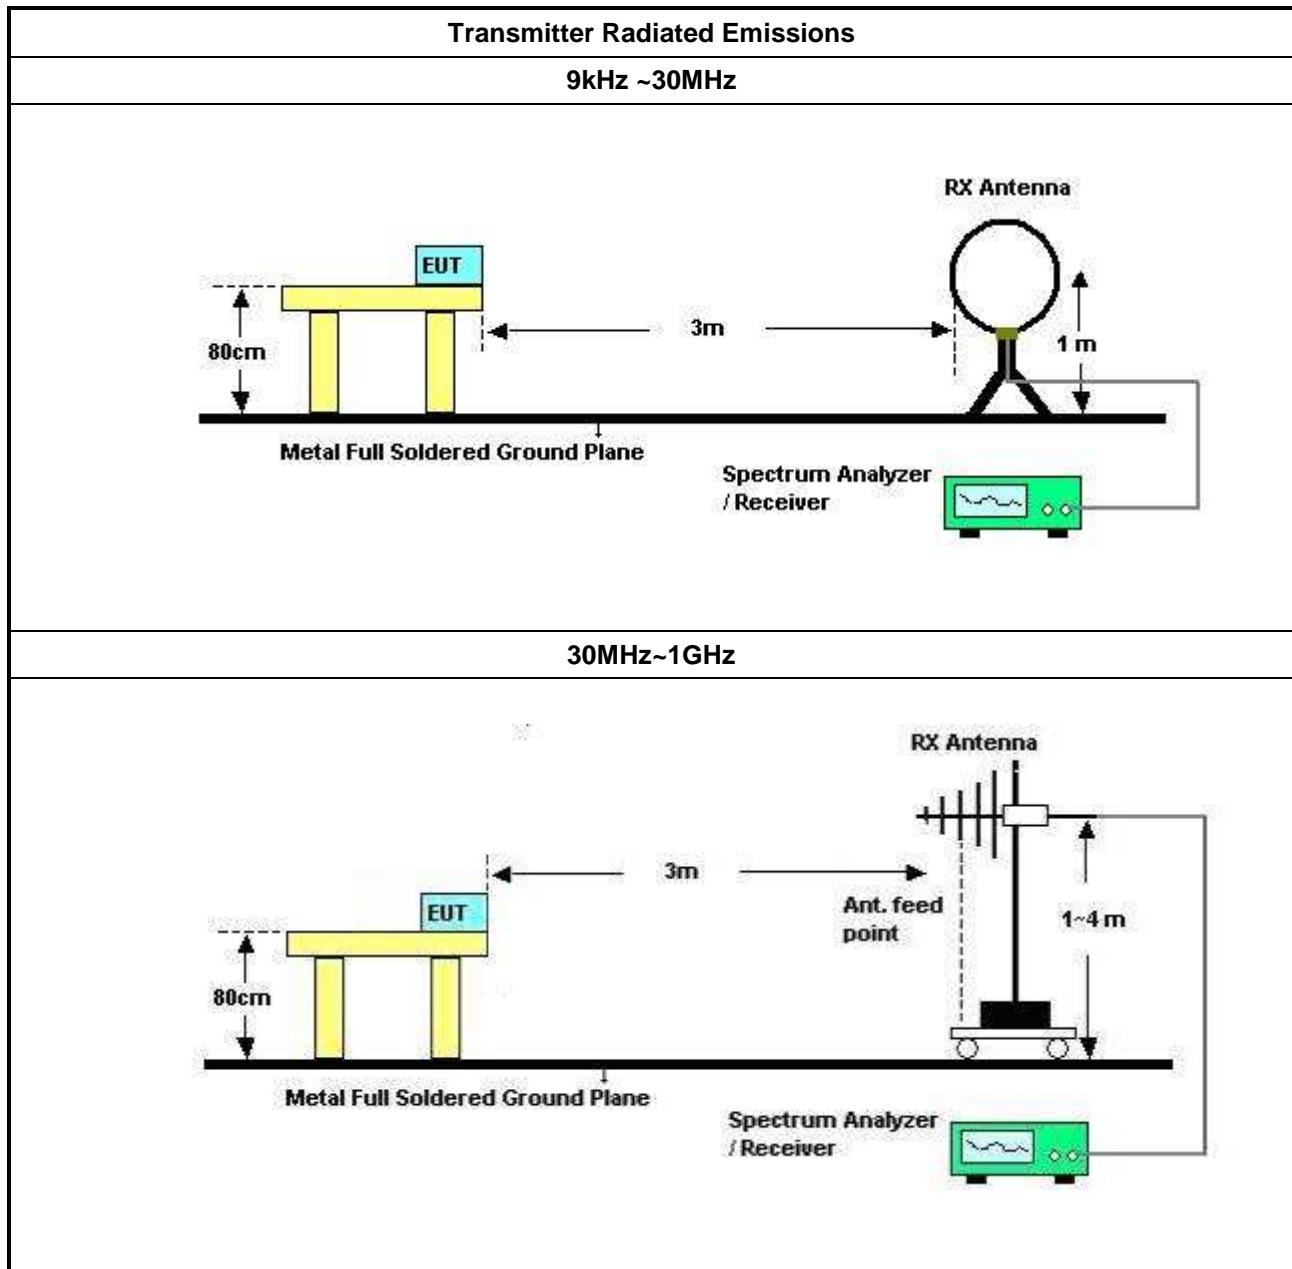 Transmitter Radiated Emissions
9kHz ~30MHz
RX Antenna
EUT
3m
80cm
1 m
Metal Full Soldered Ground Plane
Spectrum Analyzer
/ Receiver
30MHz~1GHz
RX Antenna
3m
EUT
Ant. feed
point
1~4 m
80cm
Metal Full Soldered Ground Plane
Spectrum Analyzer
/ Receiver